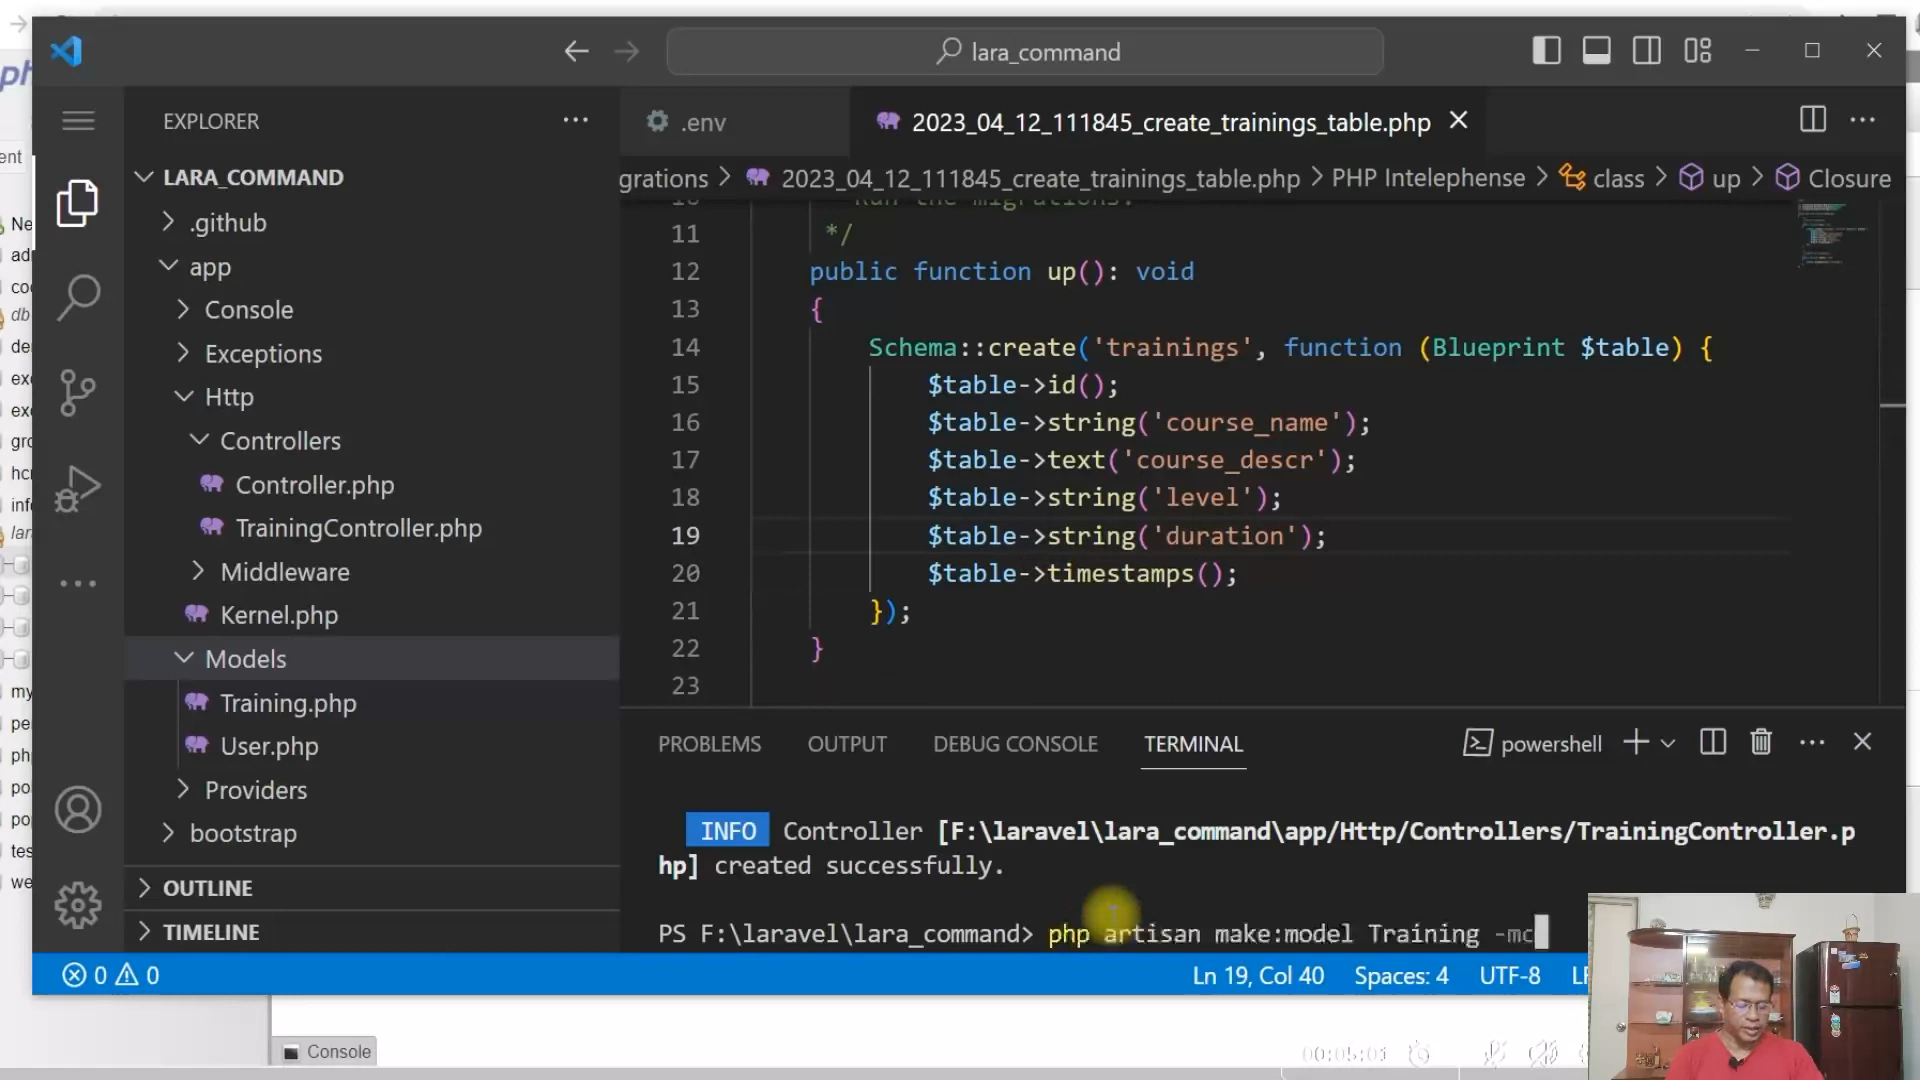 lara_command
EXPLORER
.env
2023_04_12_111845_create_trainings_table.php
LARA_COMMAND
grations > 2023_04_12_111845_create_trainings_table.php > PHP Intelephense > class > up > Closure
.github
app
Console
Exceptions
Http
Controllers
Controller.php
TrainingController.php
Middleware
Kernel.php
Models
Training.php
User.php
Providers
bootstrap
OUTLINE
TIMELINE
10 Run the migrations.
11 */
12 public function up(): void
13 {
14 Schema::create('trainings', function (Blueprint $table) {
15 $table->id();
16 $table->string('course_name');
17 $table->text('course_descr');
18 $table->string('level');
19 $table->string('duration');
20 $table->timestamps();
21 });
22 }
23
PROBLEMS OUTPUT DEBUG CONSOLE TERMINAL powershell
INFO Controller [F:\laravel\lara_command\app/Http/Controllers/TrainingController.p
hp] created successfully.
PS F:\laravel\lara_command> php artisan make:model Training -mc
0 0
Ln 19, Col 40 Spaces: 4 UTF-8
Console